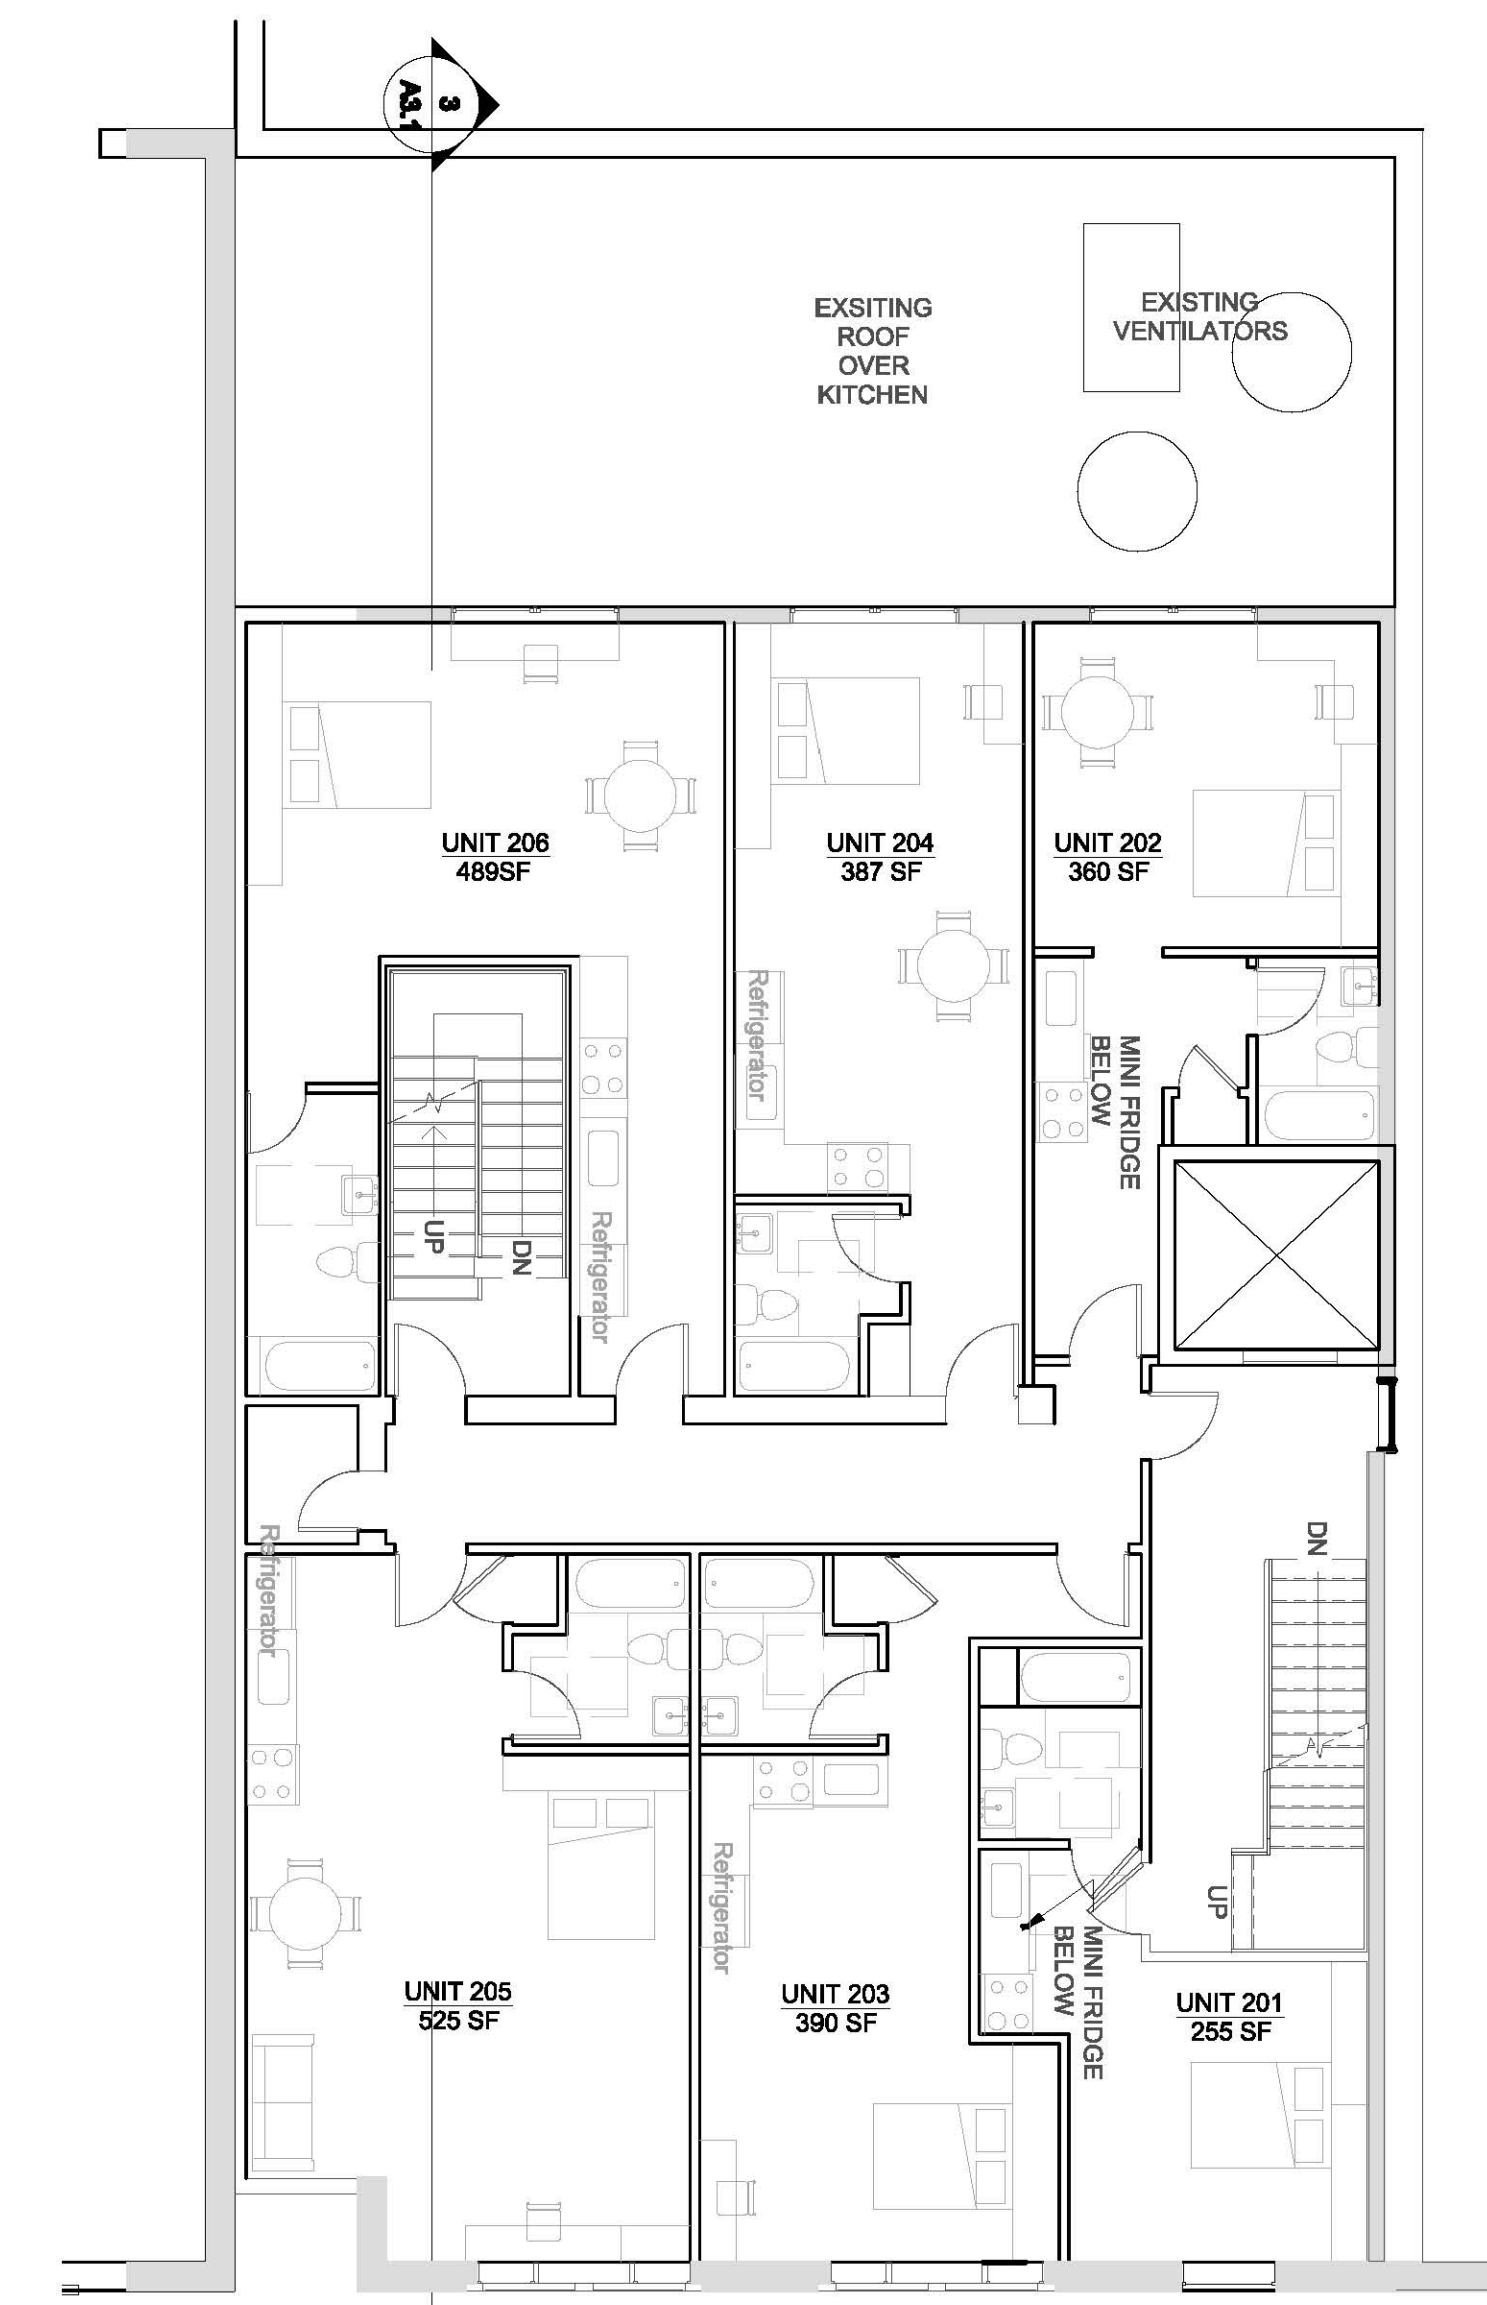 3
A3.1
EXSITING
ROOF
OVER
KITCHEN
EXISTING
VENTILATORS
UNIT 206
489SF
UNIT 204
387 SF
UNIT 202
360 SF
Refrigerator
MINI FRIDGE
BELOW
UP
DN
Refrigerator
Refrigerator
DN
UP
Refrigerator
MINI FRIDGE
BELOW
UNIT 205
525 SF
UNIT 203
390 SF
UNIT 201
255 SF